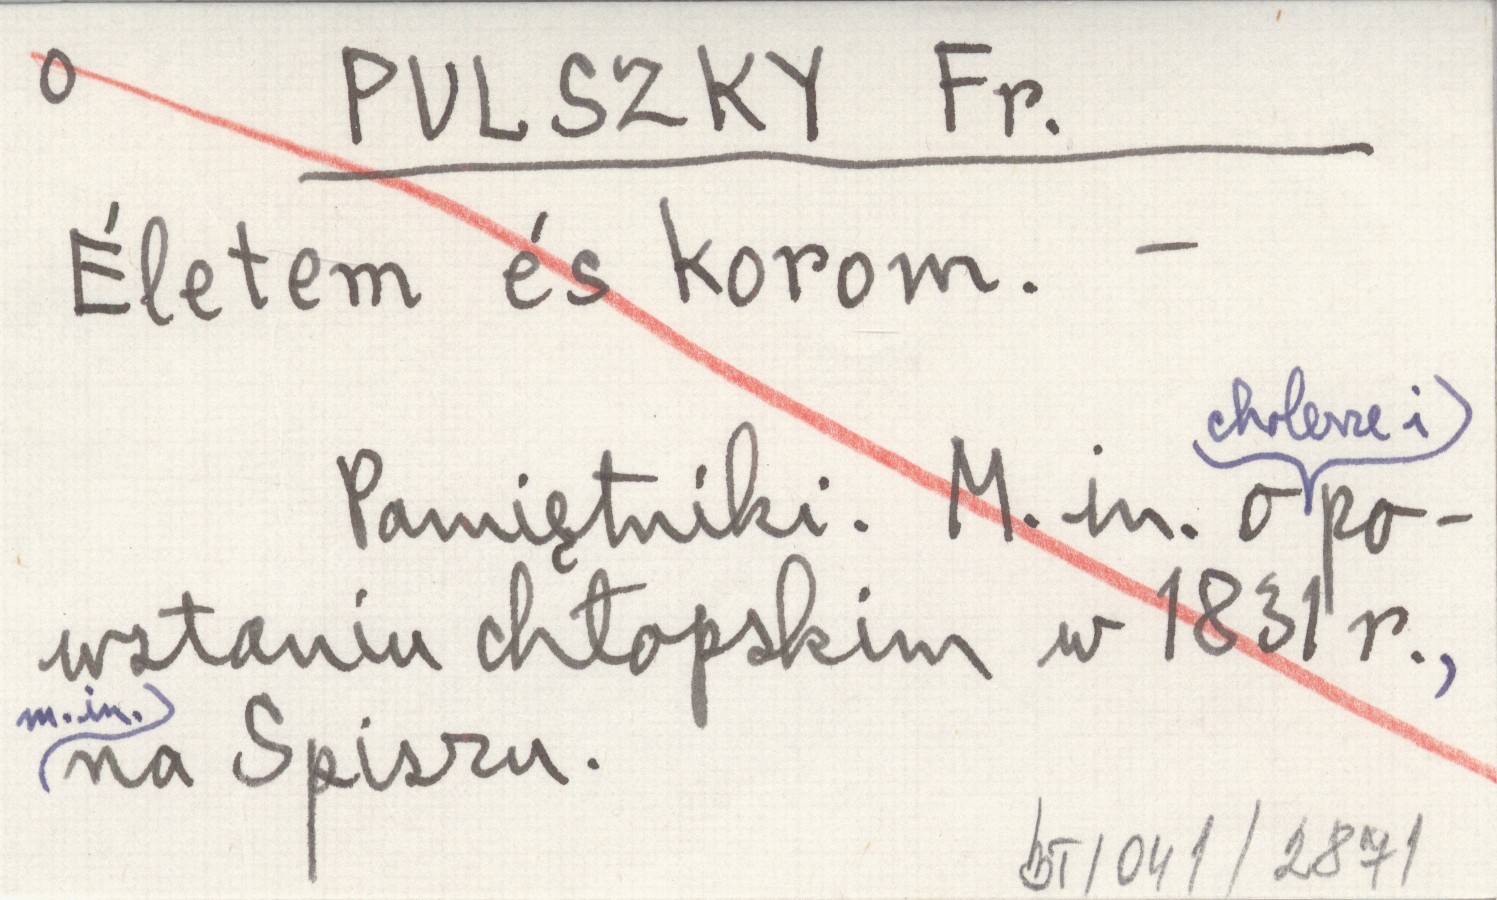 o PULSZKY Fr.
Életem és korom. -
cholerze i
Pamiętniki. M. in. o po-
wstaniu chłopskim w 1831 r.,
m. in.
na Spiszu.
BT/041/2871